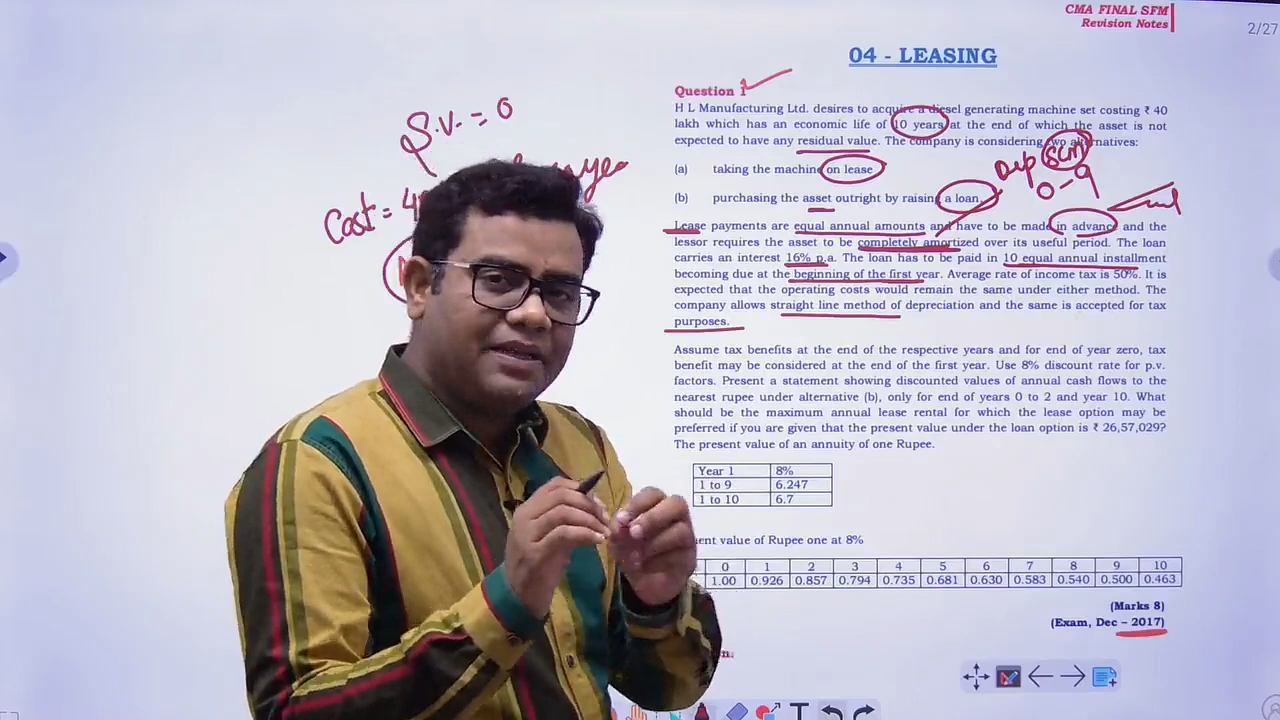 CMA FINAL SFM
Revision Notes
2/27
04 - LEASING
Question 1
H L Manufacturing Ltd. desires to acquire a diesel generating machine set costing ₹ 40
lakh which has an economic life of 10 years at the end of which the asset is not
expected to have any residual value. The company is considering two alternatives:
(a) taking the machine on lease
(b) purchasing the asset outright by raising a loan.
Lease payments are equal annual amounts and have to be made in advance and the
lessor requires the asset to be completely amortized over its useful period. The loan
carries an interest 16% p.a. The loan has to be paid in 10 equal annual installment
becoming due at the beginning of the first year. Average rate of income tax is 50%. It is
expected that the operating costs would remain the same under either method. The
company allows straight line method of depreciation and the same is accepted for tax
purposes.
Assume tax benefits at the end of the respective years and for end of year zero, tax
benefit may be considered at the end of the first year. Use 8% discount rate for p.v.
factors. Present a statement showing discounted values of annual cash flows to the
nearest rupee under alternative (b), only for end of years 0 to 2 and year 10. What
should be the maximum annual lease rental for which the lease option may be
preferred if you are given that the present value under the loan option is ₹ 26,57,029?
The present value of an annuity of one Rupee.
Year 1 8%
1 to 9 6.247
1 to 10 6.7
value of Rupee one at 8%
0 1 2 3 4 5 6 7 8 9 10
1.00 0.926 0.857 0.794 0.735 0.681 0.630 0.583 0.540 0.500 0.463
(Marks 8)
(Exam, Dec – 2017)
S.V. = 0
Cost =
Dep SLM
0-9